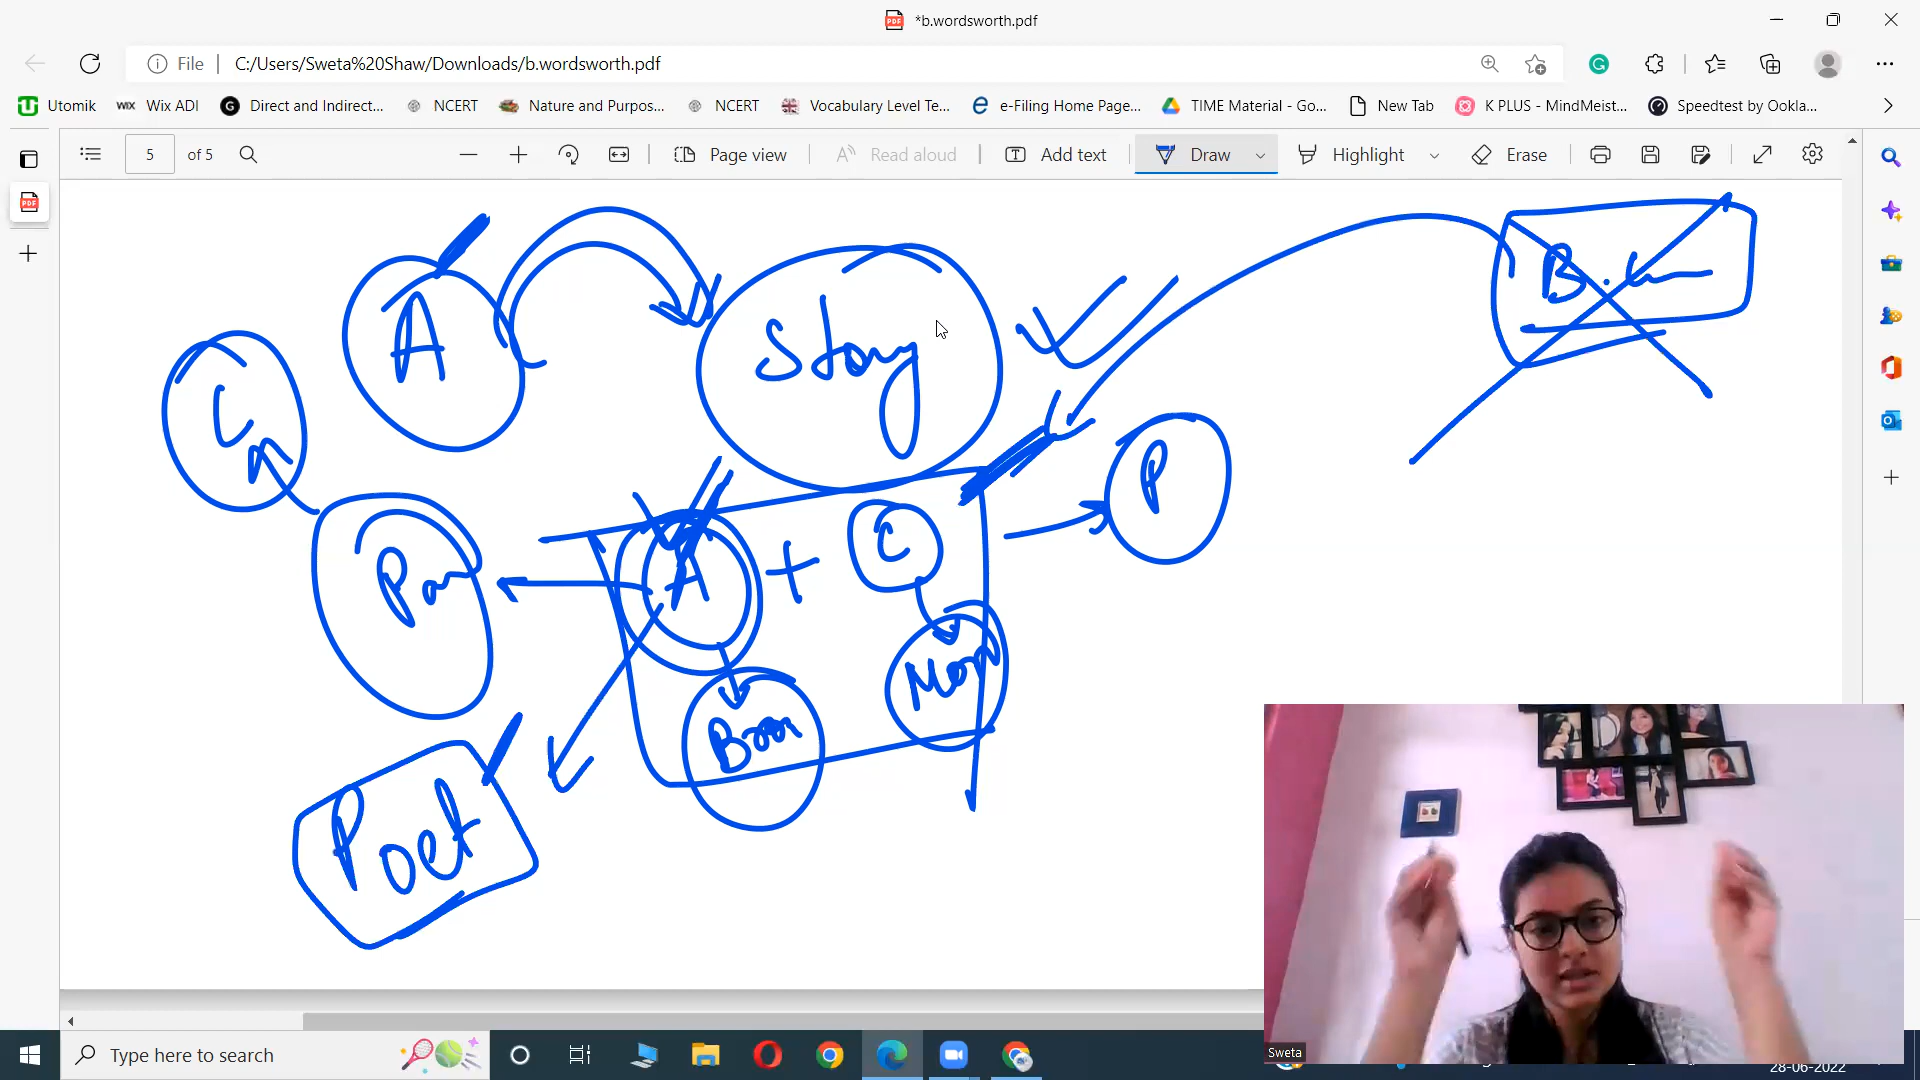 *b.wordsworth.pdf
File
C:/Users/Sweta%20Shaw/Downloads/b.wordsworth.pdf
Utomik
WIX Wix ADI
Direct and Indirect...
NCERT
Nature and Purpos...
NCERT
Vocabulary Level Te...
e-Filing Home Page...
TIME Material - Go...
New Tab
K PLUS - MindMeist...
Speedtest by Ookla...
5 of 5
Page view
Read aloud
Add text
Draw
Highlight
Erase
A
Story
B.
C
P
A + C
Poet
Type here to search
Sweta
28-06-2022